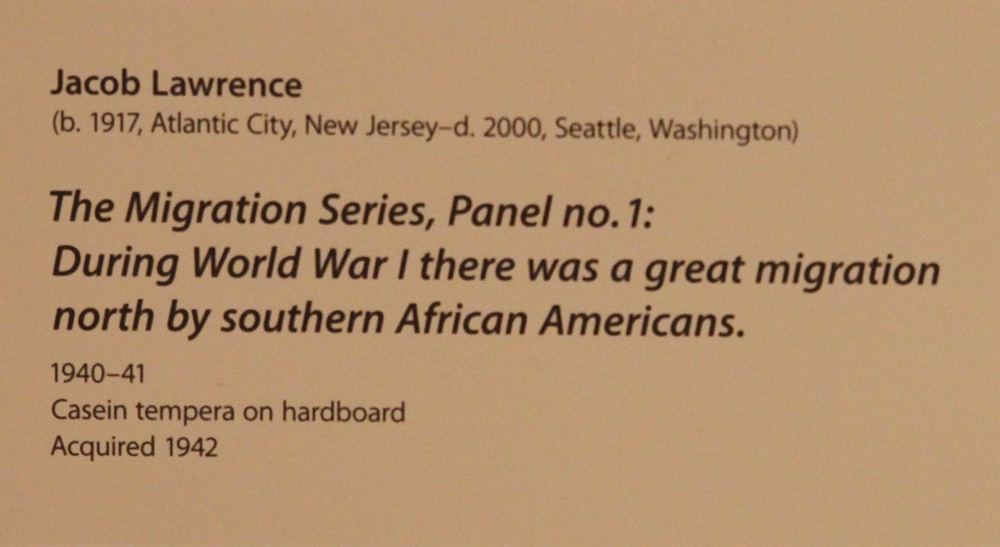 Jacob Lawrence
(b. 1917, Atlantic City, New Jersey–d. 2000, Seattle, Washington)
The Migration Series, Panel no. 1:
During World War I there was a great migration
north by southern African Americans.
1940–41
Casein tempera on hardboard
Acquired 1942